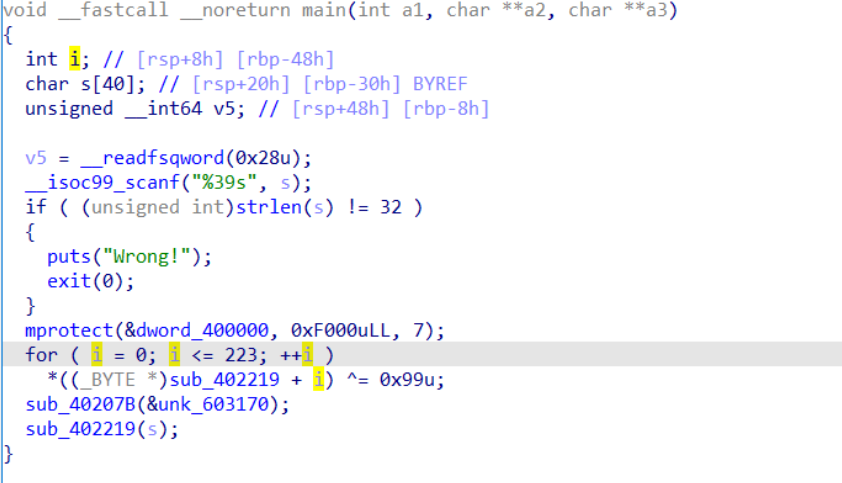 void __fastcall __noreturn main(int a1, char **a2, char **a3)
{
  int i; // [rsp+8h] [rbp-48h]
  char s[40]; // [rsp+20h] [rbp-30h] BYREF
  unsigned __int64 v5; // [rsp+48h] [rbp-8h]

  v5 = __readfsqword(0x28u);
  __isoc99_scanf("%39s", s);
  if ( (unsigned int)strlen(s) != 32 )
  {
    puts("Wrong!");
    exit(0);
  }
  mprotect(&dword_400000, 0xF000uLL, 7);
  for ( i = 0; i <= 223; ++i )
    *((_BYTE *)sub_402219 + i) ^= 0x99u;
  sub_40207B(&unk_603170);
  sub_402219(s);
}